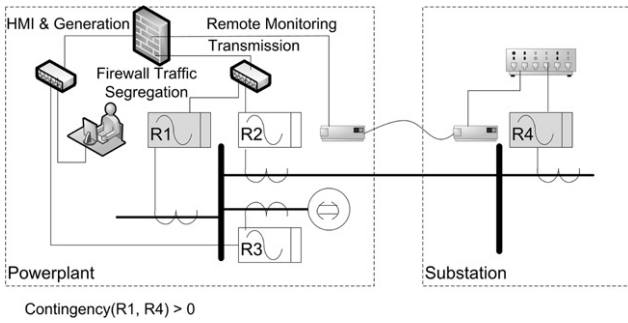 HMI & Generation
Remote Monitoring
Transmission
Firewall Traffic
Segregation
R1
R2
R4
R3
Powerplant
Substation
Contingency(R1, R4) > 0